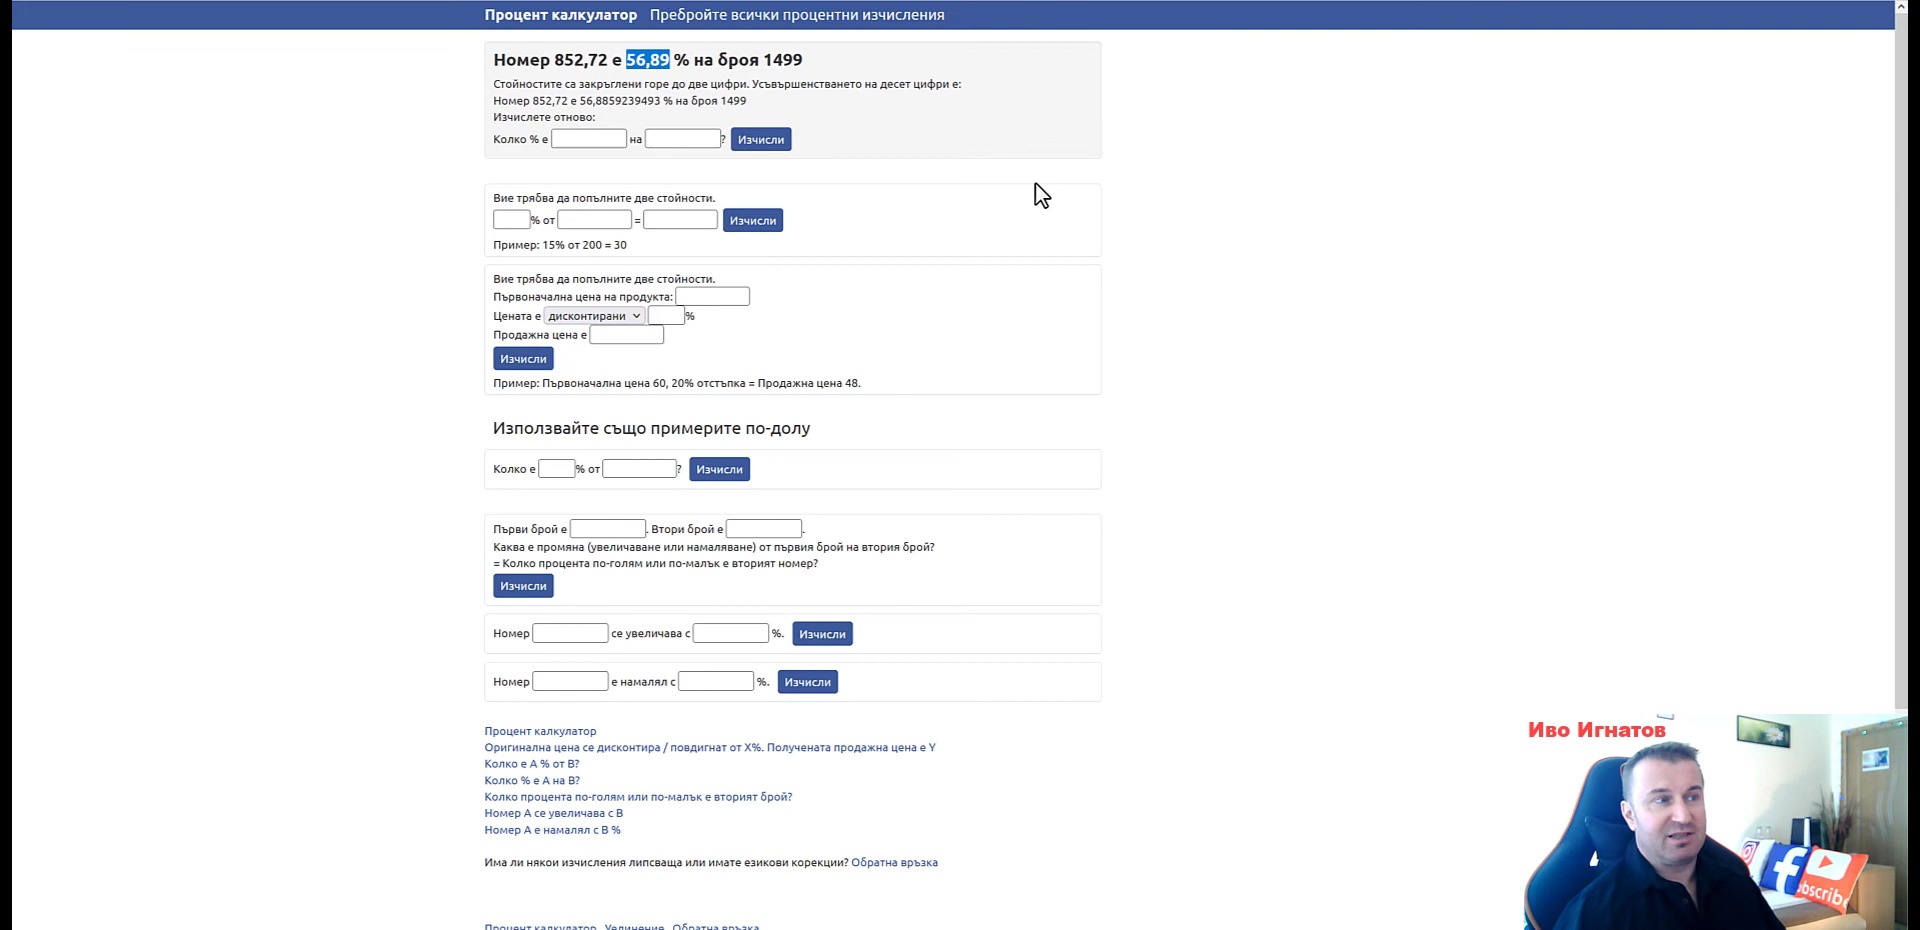 Процент калкулатор Пребройте всички процентни изчисления
Номер 852,72 е 56,89 % на броя 1499
Стойностите са закръглени горе до две цифри. Усъвършенстването на десет цифри е:
Номер 852,72 е 56,8859239493 % на броя 1499
Изчислете отново:
Колко % е на ? Изчисли
Вие трябва да попълните две стойности.
% от = Изчисли
Пример: 15% от 200 = 30
Вие трябва да попълните две стойности.
Първоначална цена на продукта:
Цената е дисконтирани %
Продажна цена е
Изчисли
Пример: Първоначална цена 60, 20% отстъпка = Продажна цена 48.
Използвайте също примерите по-долу
Колко е % от ? Изчисли
Първи брой е . Втори брой е .
Каква е промяна (увеличаване или намаляване) от първия брой на втория брой?
= Колко процента по-голям или по-малък е вторият номер?
Изчисли
Номер се увеличава с %. Изчисли
Номер е намалял с %. Изчисли
Процент калкулатор
Оригинална цена се дисконтира / повдигнат от X%. Получената продажна цена е Y
Колко е A % от B?
Колко % е A на B?
Колко процента по-голям или по-малък е вторият брой?
Номер A се увеличава с B
Номер A е намалял с B %
Има ли някои изчисления липсваща или имате езикови корекции? Обратна връзка
Процент калкулатор Уединение Обратна връзка
Иво Игнатов
ubscribe